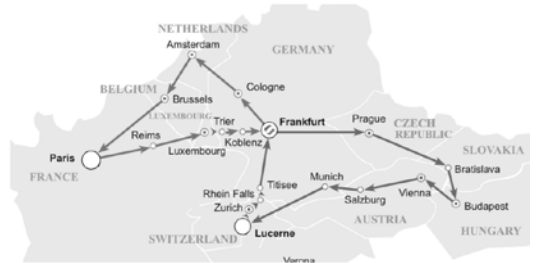 NETHERLANDS
Amsterdam
GERMANY
BELGIUM
Cologne
Brussels
LUXEMBOURG
Trier
Frankfurt
Prague
CZECH
REPUBLIC
Reims
Koblenz
Luxembourg
SLOVAKIA
Paris
Bratislava
FRANCE
Munich
Titisee
Rhein Falls
Vienna
Salzburg
Zurich
Budapest
AUSTRIA
HUNGARY
SWITZERLAND
Lucerne
Verona